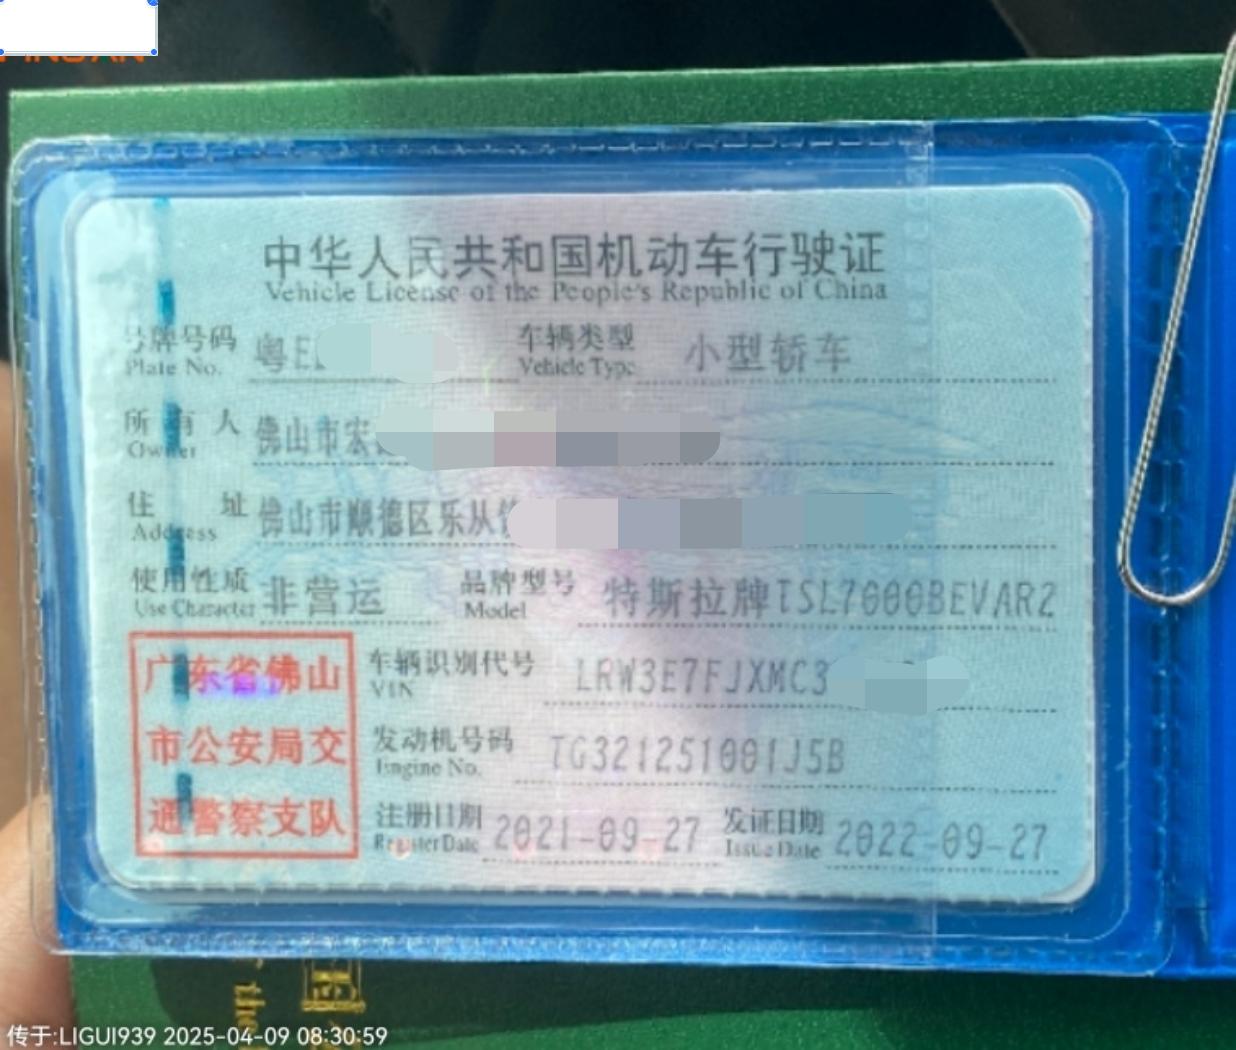 中华人民共和国机动车行驶证
Vehicle License of the People's Republic of China
号牌号码 粤E 车辆类型 小型轿车
Plate No. Vehicle Type
所有人 佛山市宏
Owner
住址 佛山市顺德区乐从
Address
使用性质 非营运 品牌型号 特斯拉牌TSL7000BEVAR2
Use Character Model
广东省佛山
市公安局交
通警察支队
车辆识别代号 LRW3E7FJXMC3
VIN
发动机号码 TG321251001J5B
Engine No.
注册日期 2021-09-27 发证日期 2022-09-27
Register Date Issue Date
the
传于:LIGUI939 2025-04-09 08:30:59